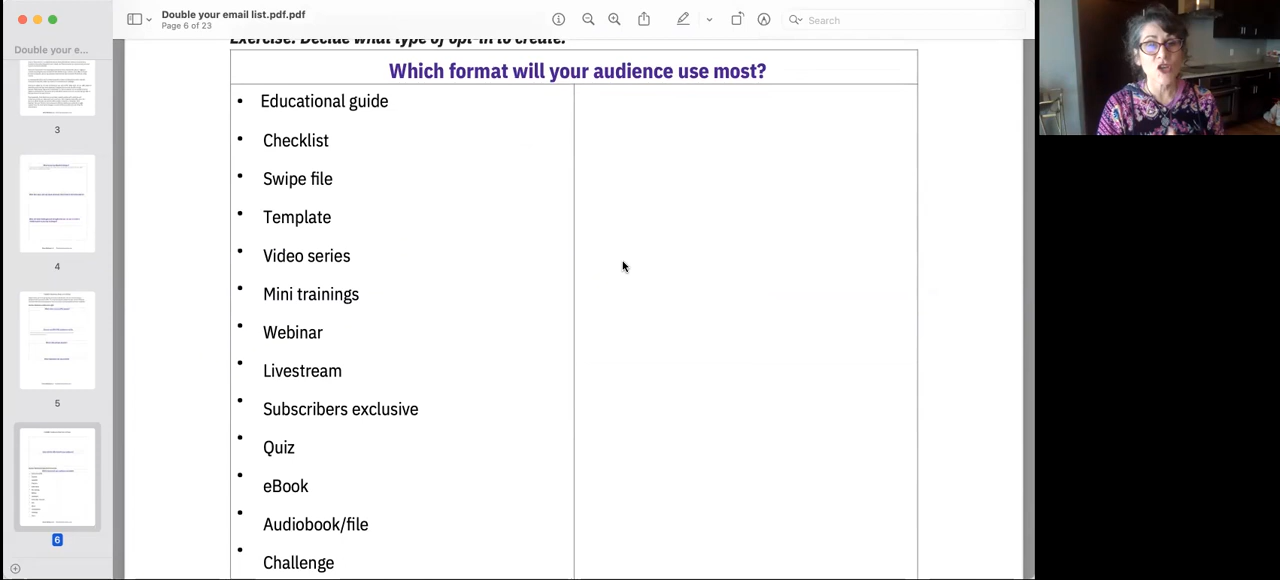 Double your email list.pdf.pdf
Page 6 of 23
Search
Double your e...
3
4
5
6
Exercise: Decide what type of opt-in to create.
Which format will your audience use most?
• Educational guide
• Checklist
• Swipe file
• Template
• Video series
• Mini trainings
• Webinar
• Livestream
• Subscribers exclusive
• Quiz
• eBook
• Audiobook/file
• Challenge